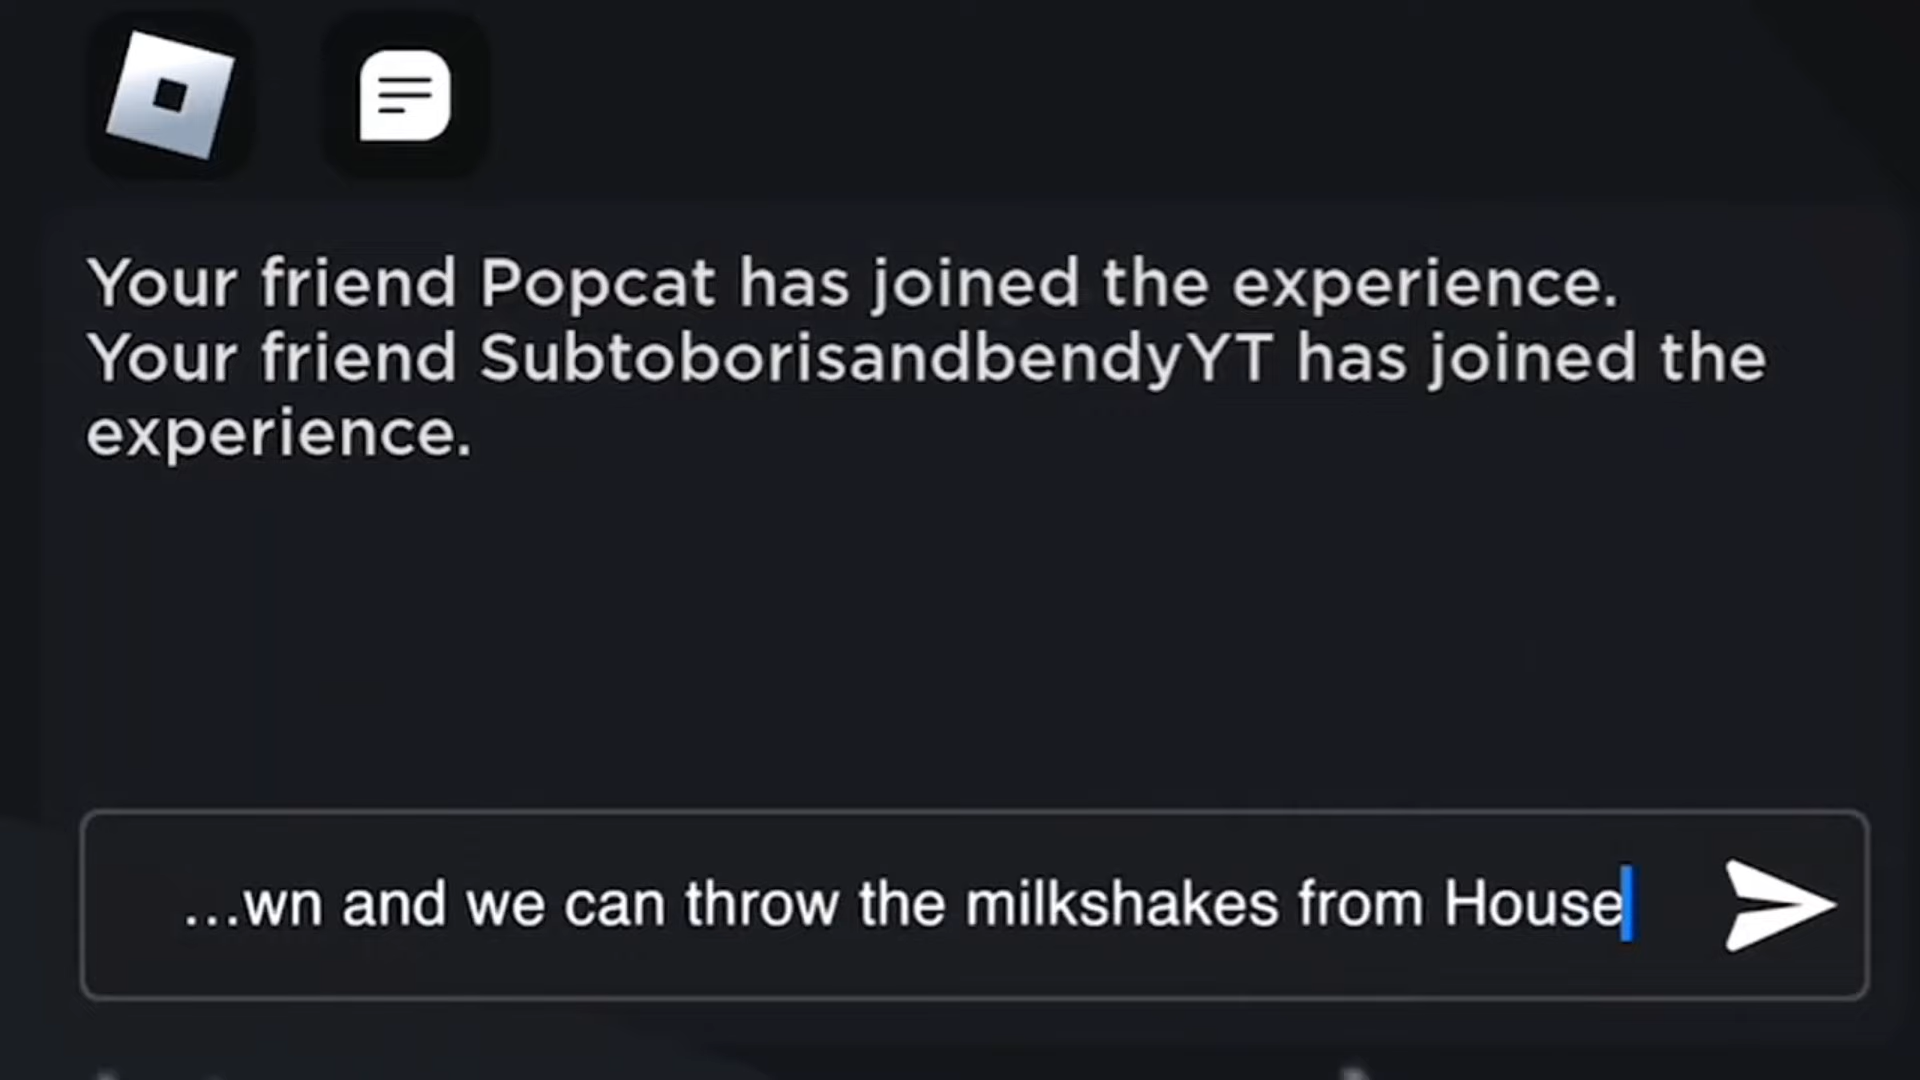 Your friend Popcat has joined the experience.
Your friend SubtoborisandbendyYT has joined the
experience.
...wn and we can throw the milkshakes from House